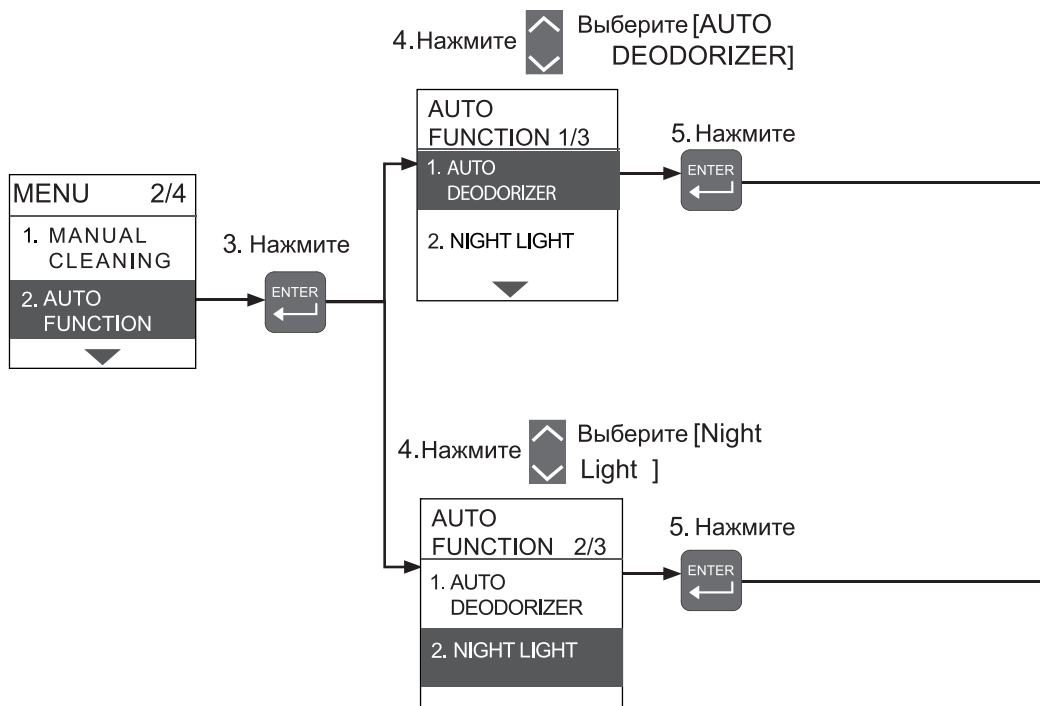 4.Нажмите
Выберите [AUTO
DEODORIZER]
AUTO
FUNCTION 1/3
1. AUTO
DEODORIZER
2. NIGHT LIGHT
5. Нажмите
ENTER
MENU 2/4
1. MANUAL
CLEANING
2. AUTO
FUNCTION
3. Нажмите
ENTER
4.Нажмите
Выберите [Night
Light ]
AUTO
FUNCTION 2/3
1. AUTO
DEODORIZER
2. NIGHT LIGHT
5. Нажмите
ENTER